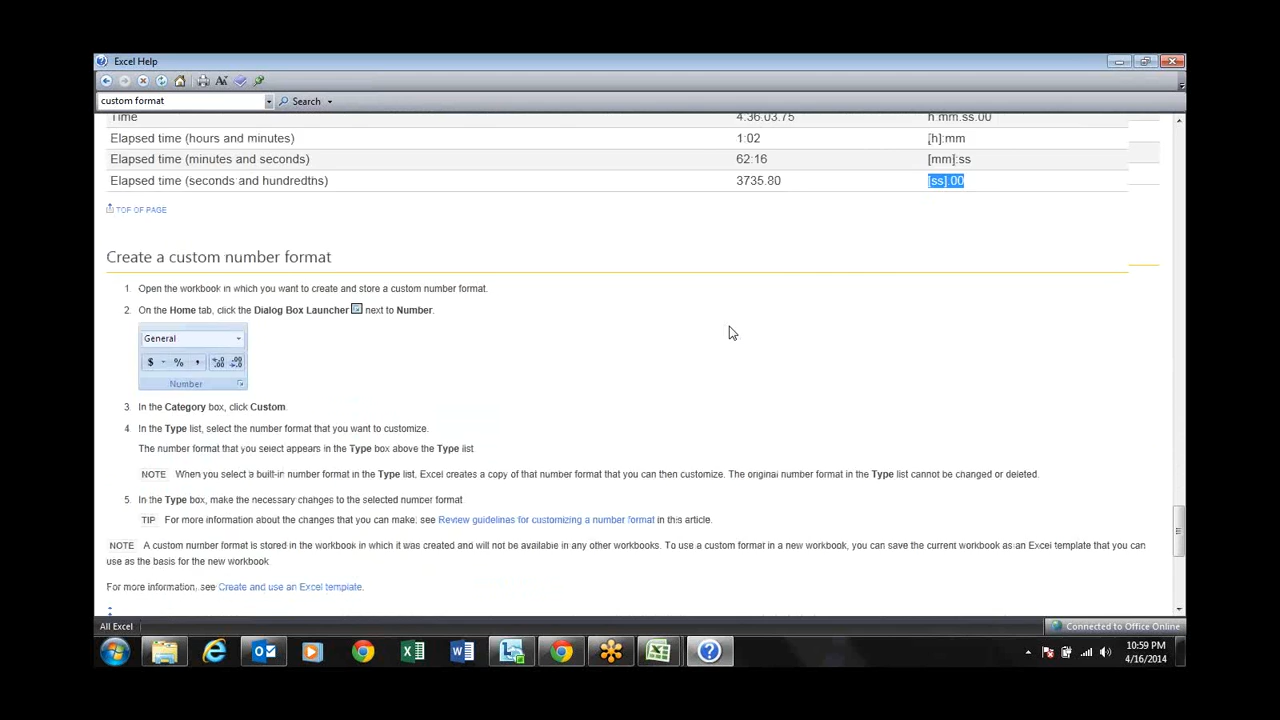 Excel Help
custom format
Search
Time 4:36:03.75 h:mm:ss.00
Elapsed time (hours and minutes) 1:02 [h]:mm
Elapsed time (minutes and seconds) 62:16 [mm]:ss
Elapsed time (seconds and hundredths) 3735.80 [ss].00
TOP OF PAGE
Create a custom number format
1. Open the workbook in which you want to create and store a custom number format.
2. On the Home tab, click the Dialog Box Launcher next to Number.
General
$ % , .00 .00
Number
3. In the Category box, click Custom.
4. In the Type list, select the number format that you want to customize.
The number format that you select appears in the Type box above the Type list
NOTE When you select a built-in number format in the Type list, Excel creates a copy of that number format that you can then customize. The original number format in the Type list cannot be changed or deleted.
5. In the Type box, make the necessary changes to the selected number format
TIP For more information about the changes that you can make, see Review guidelines for customizing a number format in this article.
NOTE A custom number format is stored in the workbook in which it was created and will not be available in any other workbooks. To use a custom format in a new workbook, you can save the current workbook as an Excel template that you can
use as the basis for the new workbook
For more information, see Create and use an Excel template.
All Excel Connected to Office Online
10:59 PM
4/16/2014